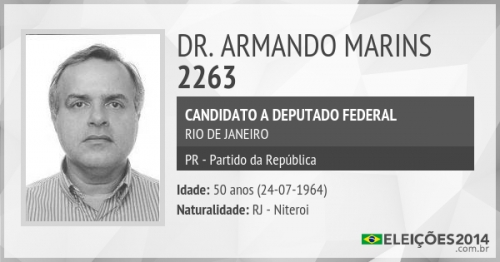 DR. ARMANDO MARINS
2263
CANDIDATO A DEPUTADO FEDERAL
RIO DE JANEIRO
PR - Partido da República
Idade: 50 anos (24-07-1964)
Naturalidade: RJ - Niteroi
ELEIÇÕES2014
.com.br